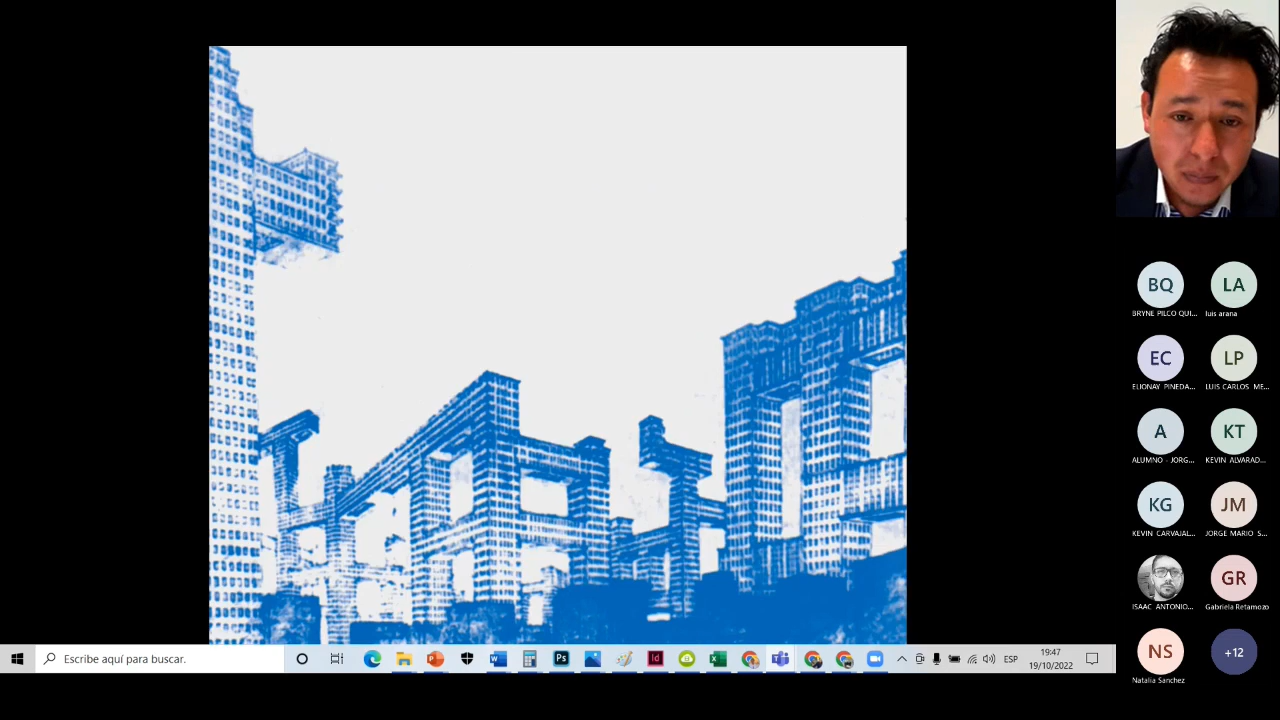 BQ
LA
BRYNE PILCO QUI...
luis arana
EC
LP
ELIONAY PINEDA...
LUIS CARLOS ME...
A
KT
ALUMNO - JORG...
KEVIN ALVARAD...
KG
JM
KEVIN CARVAJAL...
JORGE MARIO S...
GR
ISAAC ANTONIO...
Gabriela Retamozo
NS
+12
Natalia Sanchez
Escribe aquí para buscar.
ESP
19:47
19/10/2022